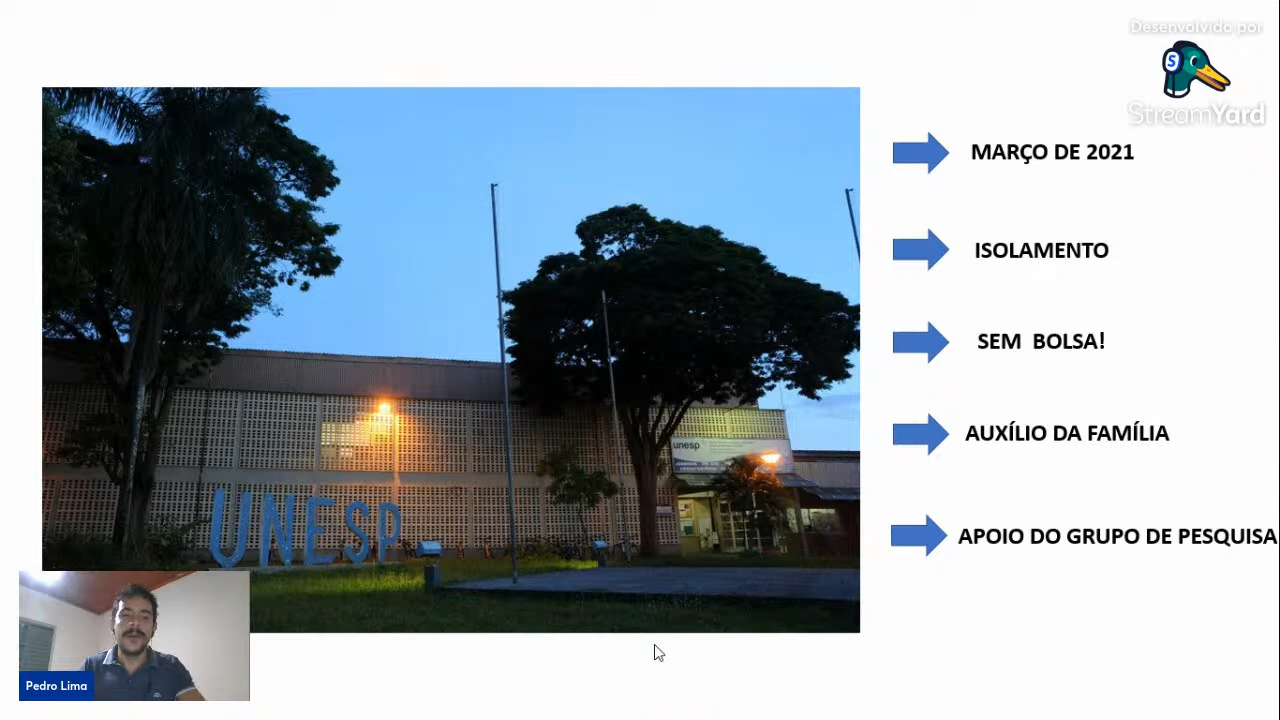 Desenvolvido por
S
StreamYard
MARÇO DE 2021
ISOLAMENTO
SEM BOLSA!
AUXÍLIO DA FAMÍLIA
APOIO DO GRUPO DE PESQUISA
unesp
UNESP
Pedro Lima